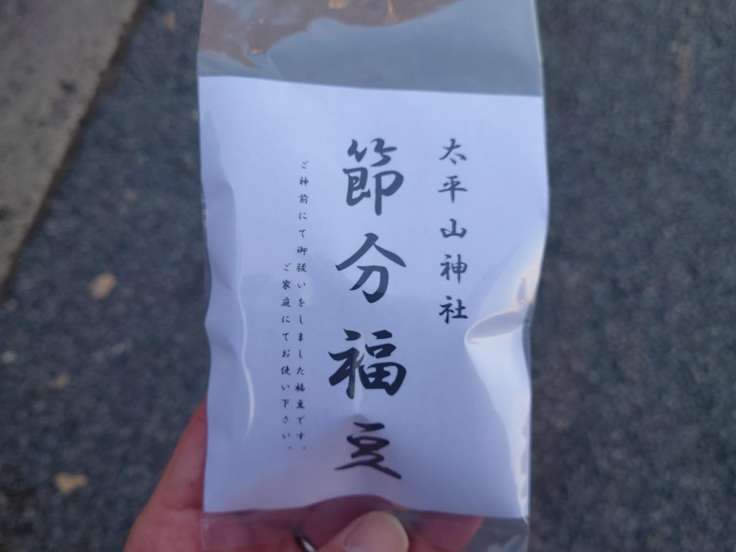 太平山神社
節分福豆
ご神前にて御祓いをしました福豆です。
ご家庭にてお使い下さい。